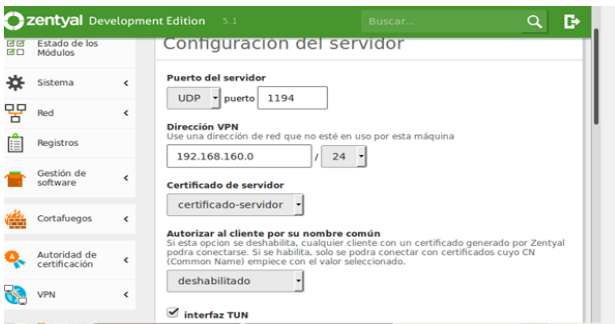 zentyal Development Edition 5.1 Buscar...
Estado de los
Módulos
Sistema
Red
Registros
Gestión de
software
Cortafuegos
Autoridad de
certificación
VPN
Configuración del servidor
Puerto del servidor
UDP puerto 1194
Dirección VPN
Use una dirección de red que no esté en uso por esta máquina
192.168.160.0 / 24
Certificado de servidor
certificado-servidor
Autorizar al cliente por su nombre común
Si esta opcion se deshabilita, cualquier cliente con un certificado generado por Zentyal
podra conectarse. Si se habilita, solo se podra conectar con certificados cuyo CN
(Common Name) empiece con el valor seleccionado.
deshabilitado
interfaz TUN